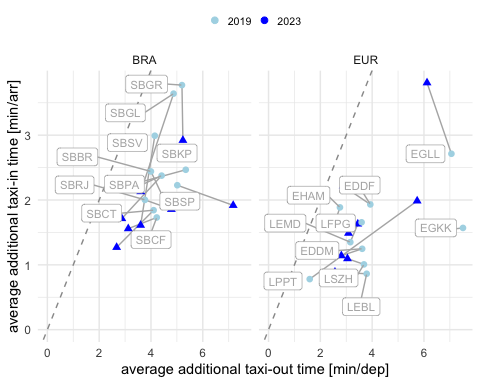 2019 2023
BRA EUR
average additional taxi-in time [min/arr]
3
2
1
0
SBGR
SBGL
SBSV
SBKP
SBBR
SBRJ
SBPA
SBSP
SBCT
SBCF
EGLL
EHAM
EDDF
LEMD
LFPG
EGKK
EDDM
LPPT
LSZH
LEBL
0 2 4 6 0 2 4 6
average additional taxi-out time [min/dep]